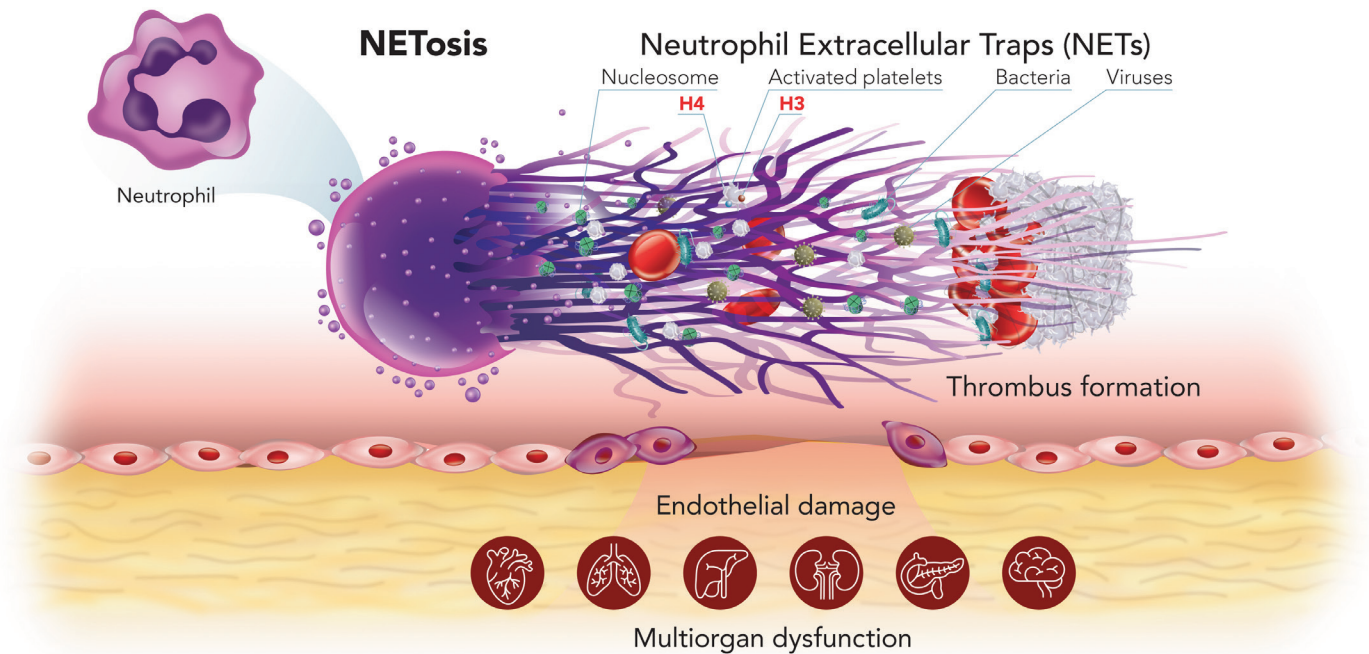 NETosis
Neutrophil Extracellular Traps (NETs)
Nucleosome
Activated platelets
Bacteria
Viruses
H4
H3
Neutrophil
Thrombus formation
Endothelial damage
Multiorgan dysfunction